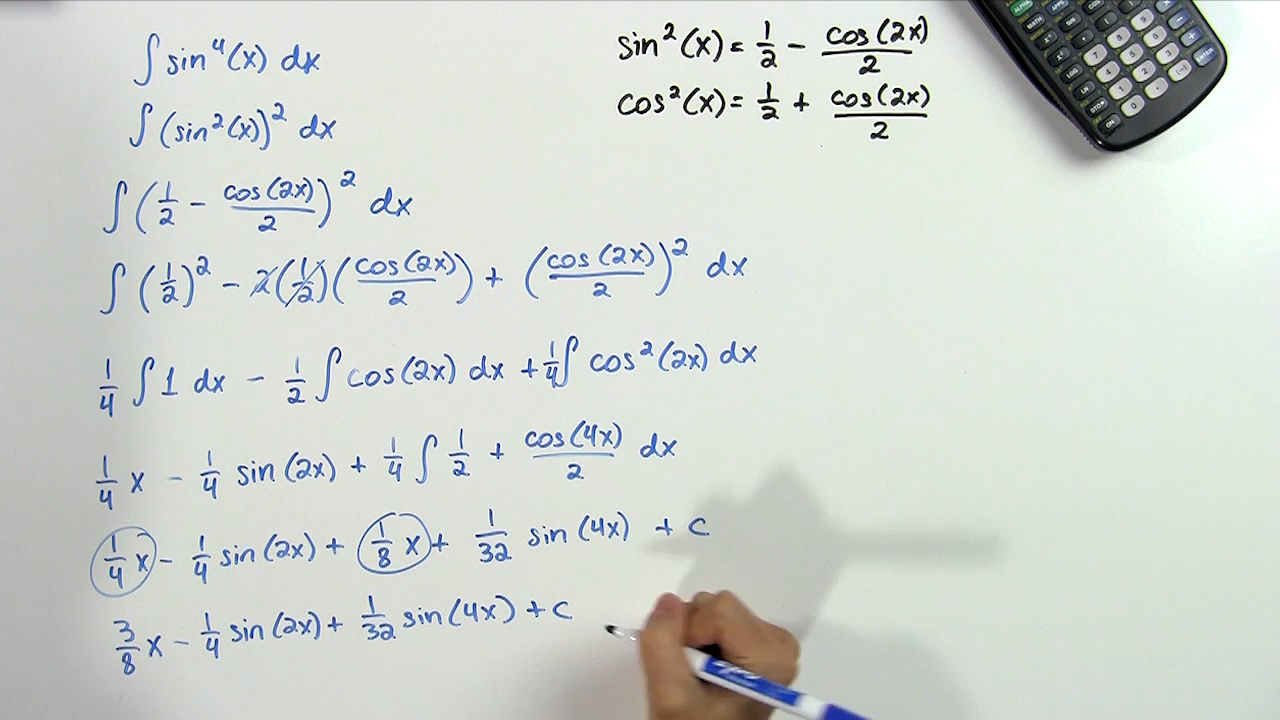 ∫ sin⁴(x) dx
∫ (sin²(x))² dx
∫ (1/2 − cos(2x)/2)² dx
∫ (1/2)² − 2(1/2)(cos(2x)/2) + (cos(2x)/2)² dx
1/4 ∫ 1 dx − 1/2 ∫ cos(2x) dx + 1/4 ∫ cos²(2x) dx
1/4 x − 1/4 sin(2x) + 1/4 ∫ 1/2 + cos(4x)/2 dx
1/4 x − 1/4 sin(2x) + 1/8 x + 1/32 sin(4x) + c
3/8 x − 1/4 sin(2x) + 1/32 sin(4x) + c
sin²(x) = 1/2 − cos(2x)/2
cos²(x) = 1/2 + cos(2x)/2